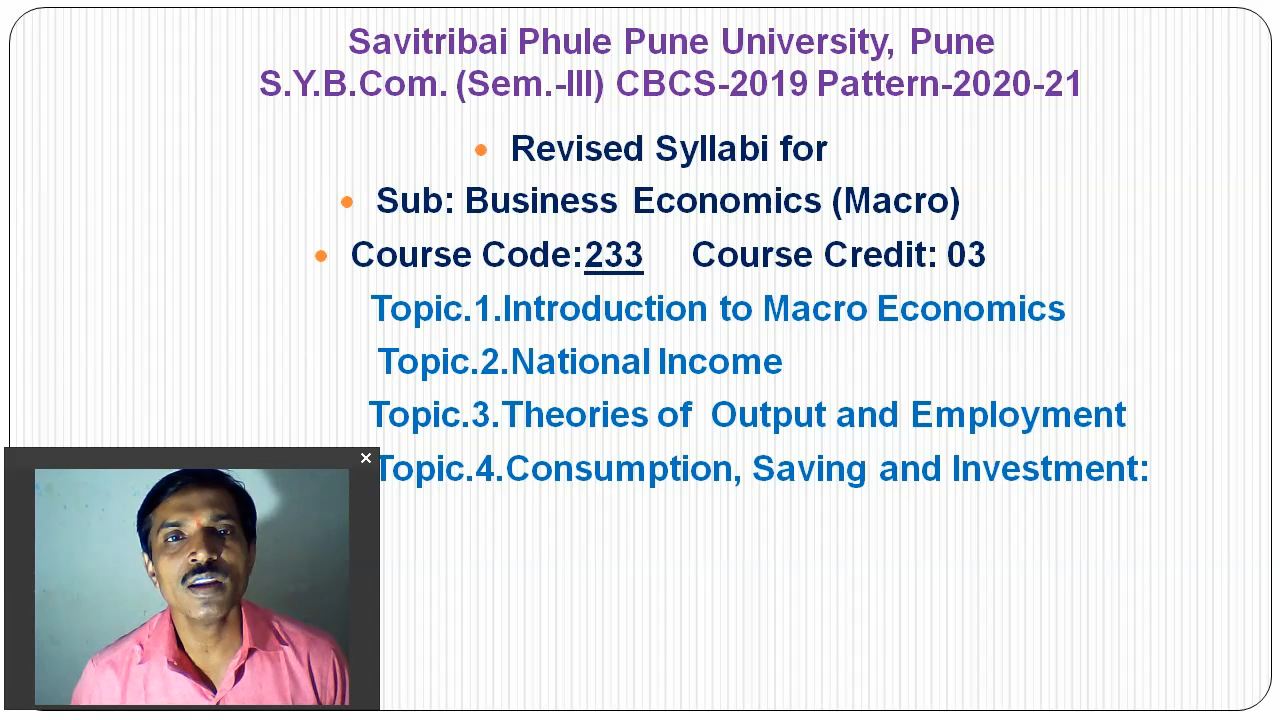 Savitribai Phule Pune University, Pune
S.Y.B.Com. (Sem.-III) CBCS-2019 Pattern-2020-21
• Revised Syllabi for
• Sub: Business Economics (Macro)
• Course Code:233 Course Credit: 03
Topic.1.Introduction to Macro Economics
Topic.2.National Income
Topic.3.Theories of Output and Employment
Topic.4.Consumption, Saving and Investment: